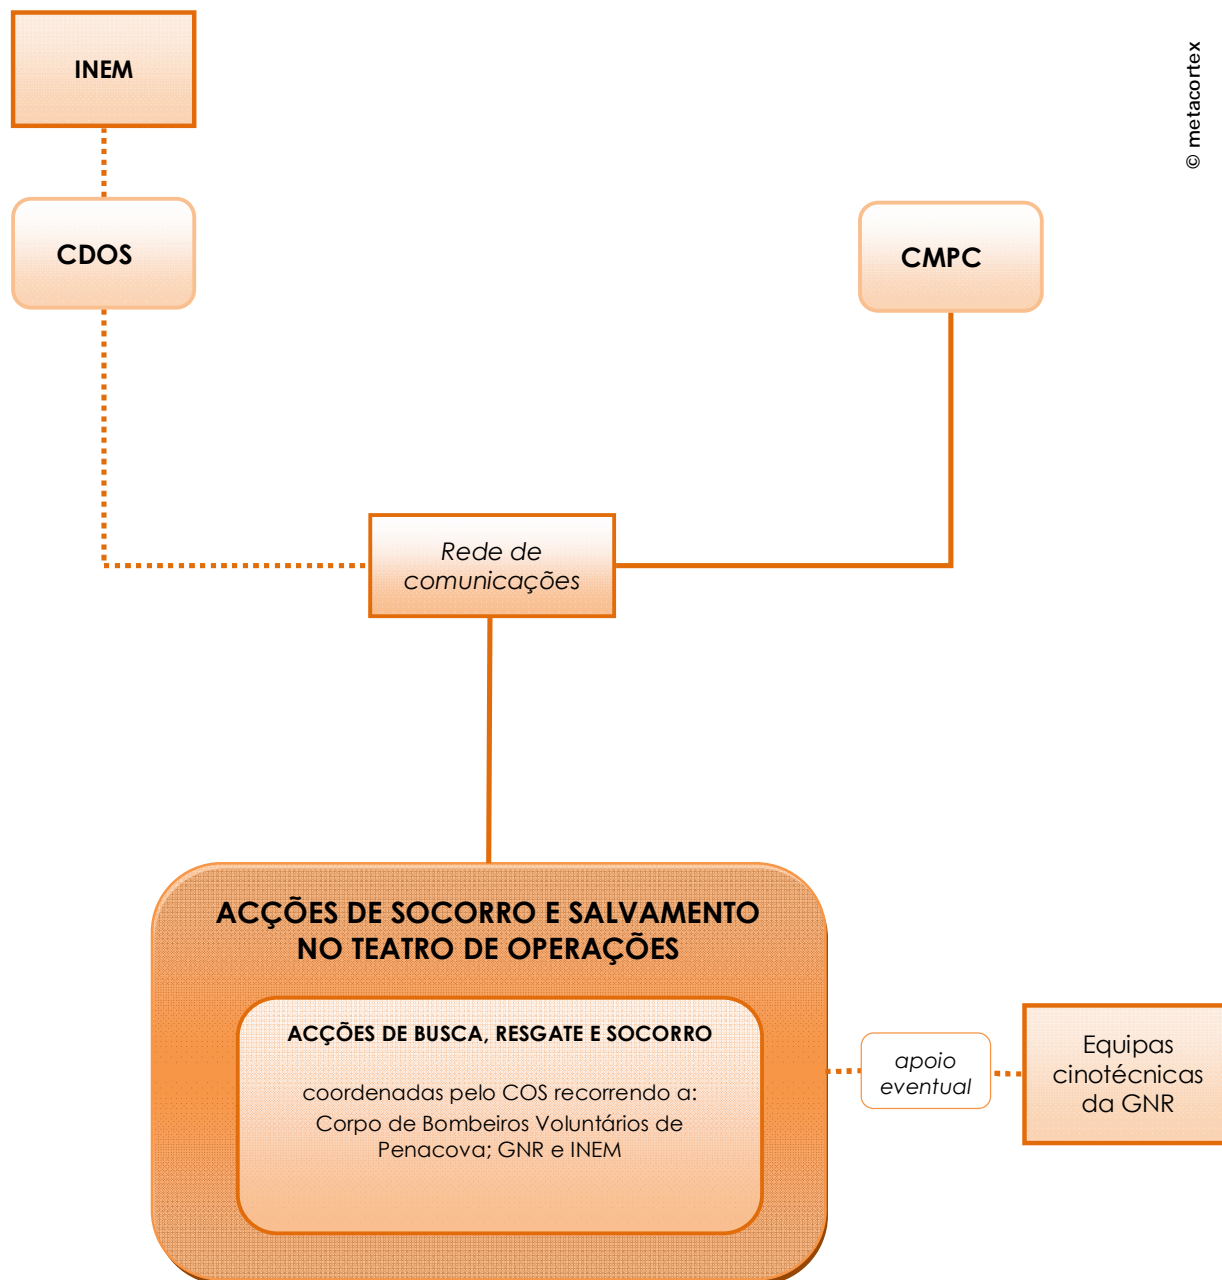 INEM
© metacortex
CDOS
CMPC
Rede de
comunicações
ACÇÕES DE SOCORRO E SALVAMENTO
NO TEATRO DE OPERAÇÕES
ACÇÕES DE BUSCA, RESGATE E SOCORRO
coordenadas pelo COS recorrendo a:
Corpo de Bombeiros Voluntários de
Penacova; GNR e INEM
apoio
eventual
Equipas
cinotécnicas
da GNR